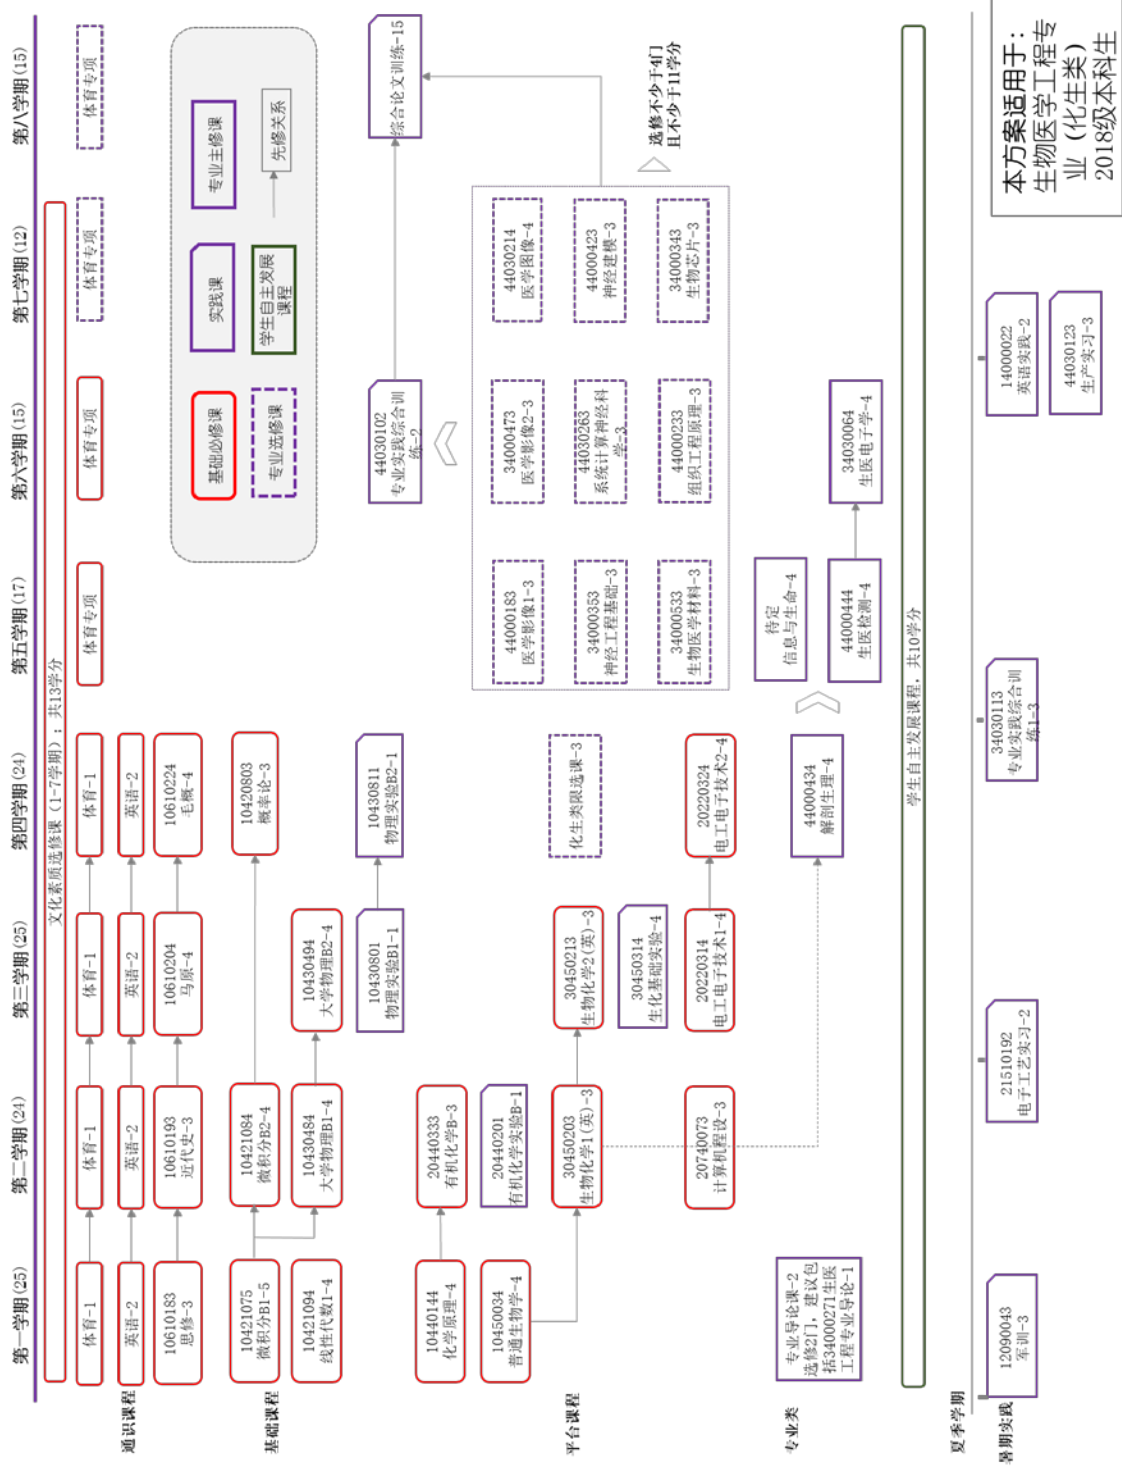 第一学期(25)
第二学期(24)
第三学期(25)
第四学期(24)
第五学期(17)
第六学期(15)
第七学期(12)
第八学期(15)
文化素质选修课（1-7学期）；共13学分
通识课程
体育-1
体育-1
体育-1
体育-1
体育专项
体育专项
体育专项
体育专项
英语-2
英语-2
英语-2
英语-2
10610183
思修-3
10610193
近代史-3
10610204
马原-4
10610224
毛概-4
基础必修课
实践课
专业主修课
专业选修课
学生自主发展
课程
先修关系
基础课程
10421075
微积分B1-5
10421084
微积分B2-4
10420803
概率论-3
10421094
线性代数1-4
10430484
大学物理B1-4
10430494
大学物理B2-4
10430801
物理实验B1-1
10430811
物理实验B2-1
44030102
专业实践综合训
练-2
综合论文训练-15
平台课程
10440144
化学原理-4
20440333
有机化学B-3
10450034
普通生物学-4
20440201
有机化学实验B-1
30450203
生物化学1(英)-3
30450213
生物化学2(英)-3
化生类限选课-3
30450314
生化基础实验-4
20740073
计算机程设-3
20220314
电工电子技术1-4
20220324
电工电子技术2-4
44000183
医学影像1-3
34000473
医学影像2-3
44030214
医学图像-4
34000353
神经工程基础-3
44030263
系统计算神经科
学-3
44000423
神经建模-3
34000533
生物医学材料-3
44000233
组织工程原理-3
34000343
生物芯片-3
选修不少于4门
且不少于11学分
专业类
专业导论课-2
选修2门，建议包
括34000271生医
工程专业导论-1
44000434
解剖生理-4
待定
信息与生命-4
44000444
生医检测-4
34030064
生医电子学-4
学生自主发展课程，共10学分
夏季学期
暑期实践
12090043
军训-3
21510192
电子工艺实习-2
34030113
专业实践综合训
练1-3
14000022
英语实践-2
44030123
生产实习-3
本方案适用于：
生物医学工程专
业（化生类）
2018级本科生